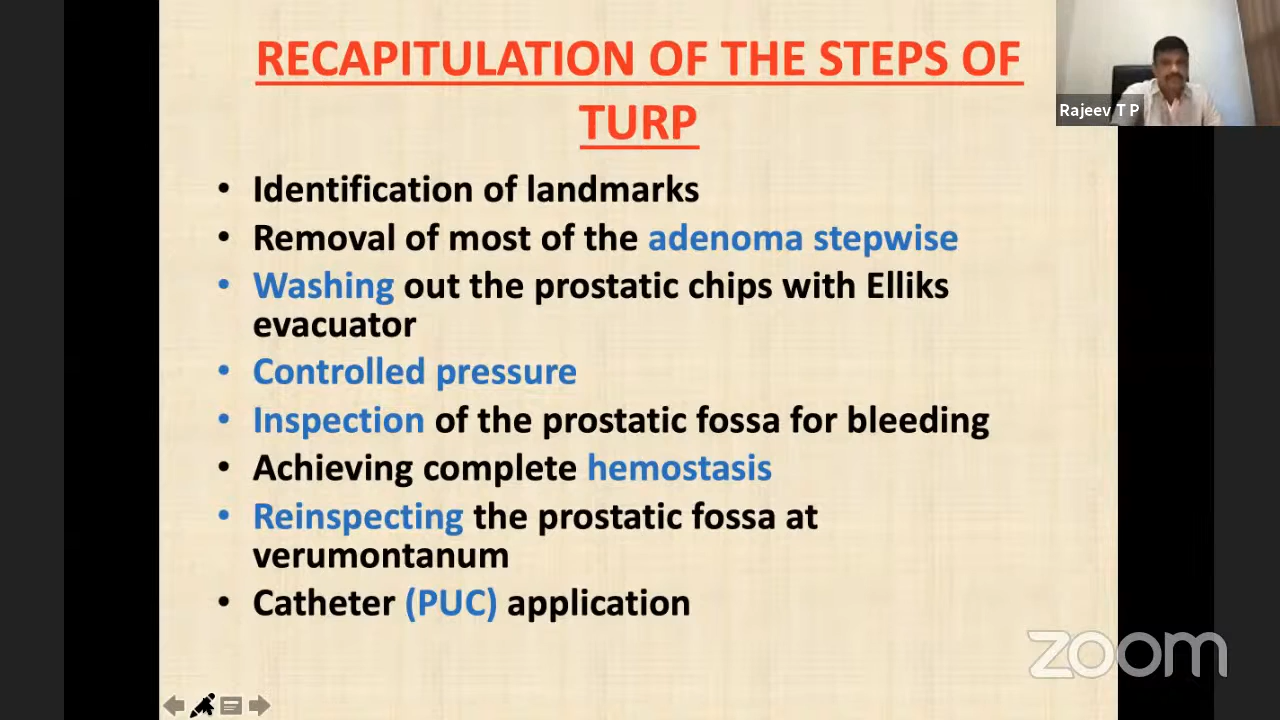 RECAPITULATION OF THE STEPS OF
TURP
Rajeev T P
• Identification of landmarks
• Removal of most of the adenoma stepwise
• Washing out the prostatic chips with Elliks
evacuator
• Controlled pressure
• Inspection of the prostatic fossa for bleeding
• Achieving complete hemostasis
• Reinspecting the prostatic fossa at
verumontanum
• Catheter (PUC) application
zoom